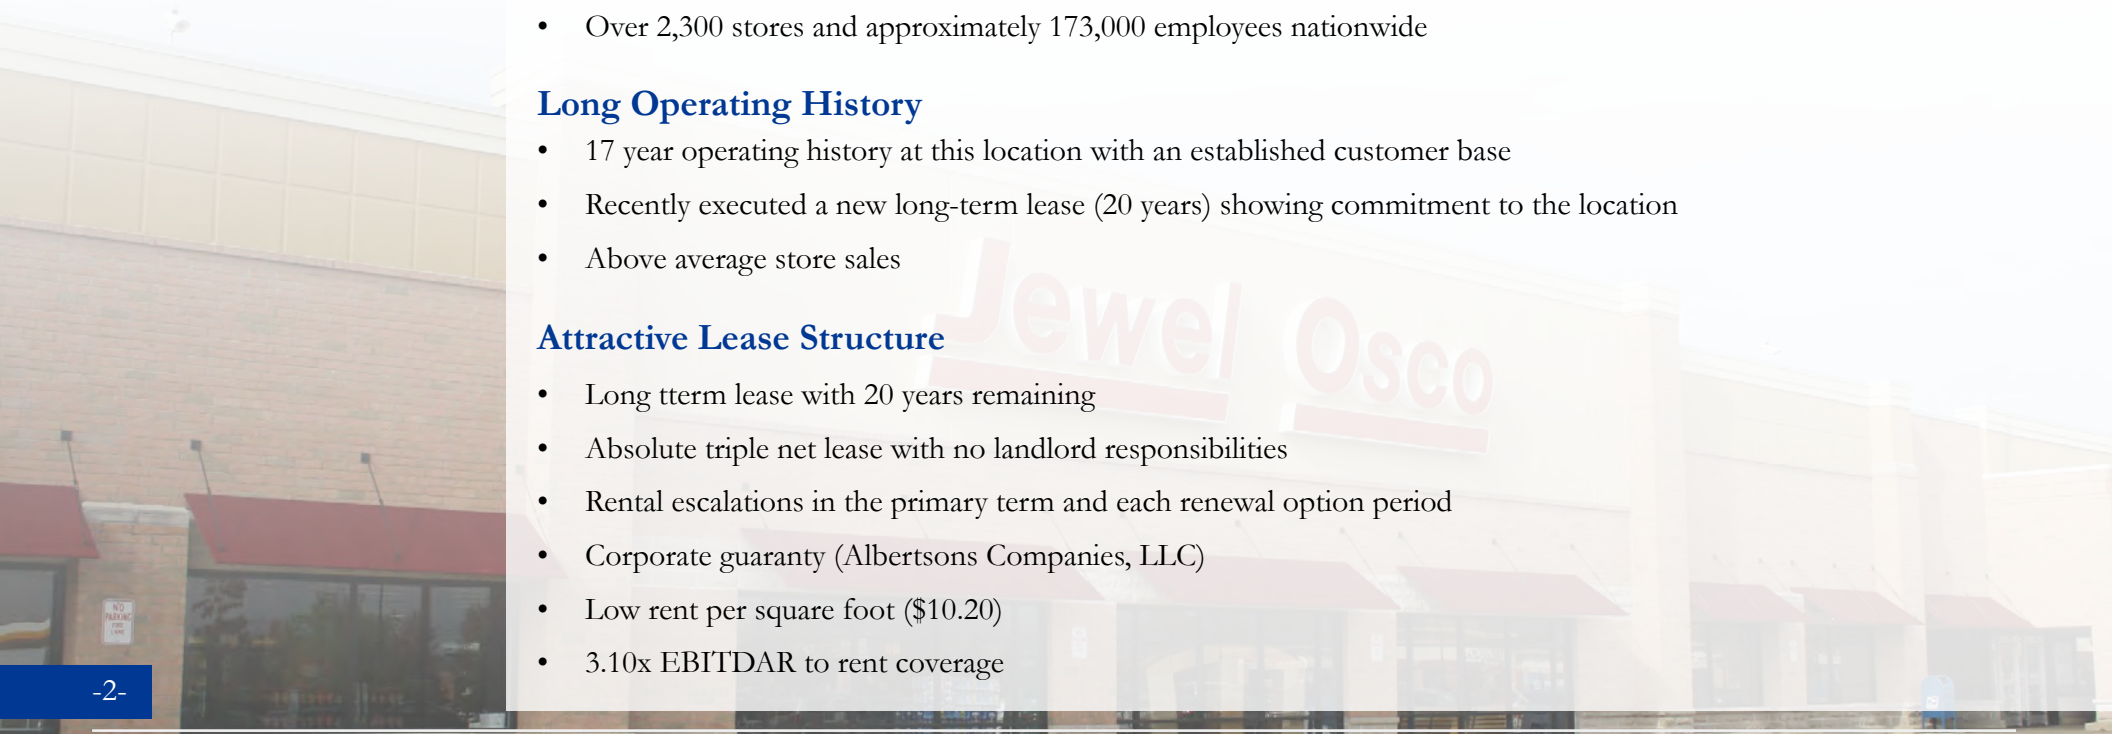 • Over 2,300 stores and approximately 173,000 employees nationwide
Long Operating History
• 17 year operating history at this location with an established customer base
• Recently executed a new long-term lease (20 years) showing commitment to the location
• Above average store sales
Attractive Lease Structure
• Long tterm lease with 20 years remaining
• Absolute triple net lease with no landlord responsibilities
• Rental escalations in the primary term and each renewal option period
• Corporate guaranty (Albertsons Companies, LLC)
• Low rent per square foot ($10.20)
• 3.10x EBITDAR to rent coverage
Jewel Osco
NO
PARKING
-2-